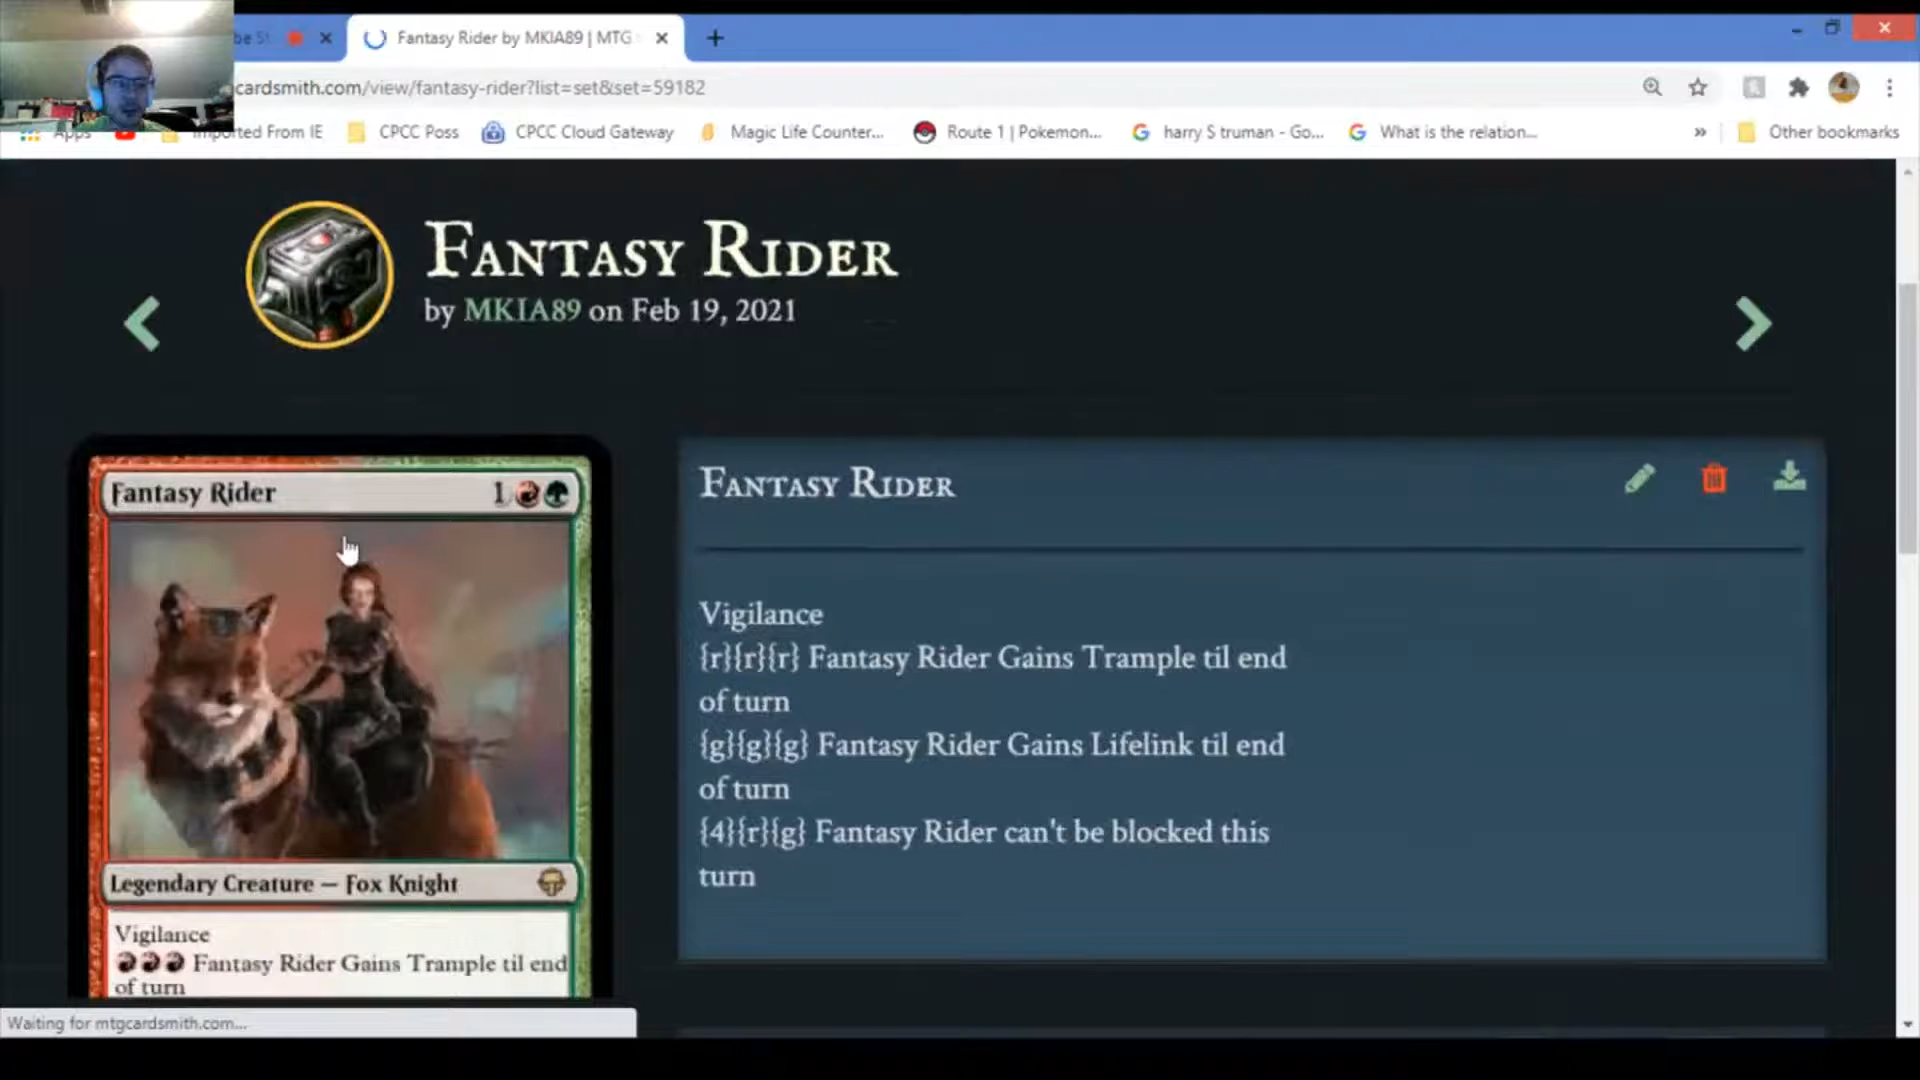 be St
Fantasy Rider by MKIA89 | MTG
cardsmith.com/view/fantasy-rider?list=set&set=59182
Apps
Imported From IE
CPCC Poss
CPCC Cloud Gateway
Magic Life Counter...
Route 1 | Pokemon...
harry S truman - Go...
What is the relation...
»
Other bookmarks
Fantasy Rider
by MKIA89 on Feb 19, 2021
Fantasy Rider
1
Legendary Creature — Fox Knight
Vigilance
Fantasy Rider Gains Trample til end
of turn
Fantasy Rider
Vigilance
{r}{r}{r} Fantasy Rider Gains Trample til end
of turn
{g}{g}{g} Fantasy Rider Gains Lifelink til end
of turn
{4}{r}{g} Fantasy Rider can't be blocked this
turn
Waiting for mtgcardsmith.com...